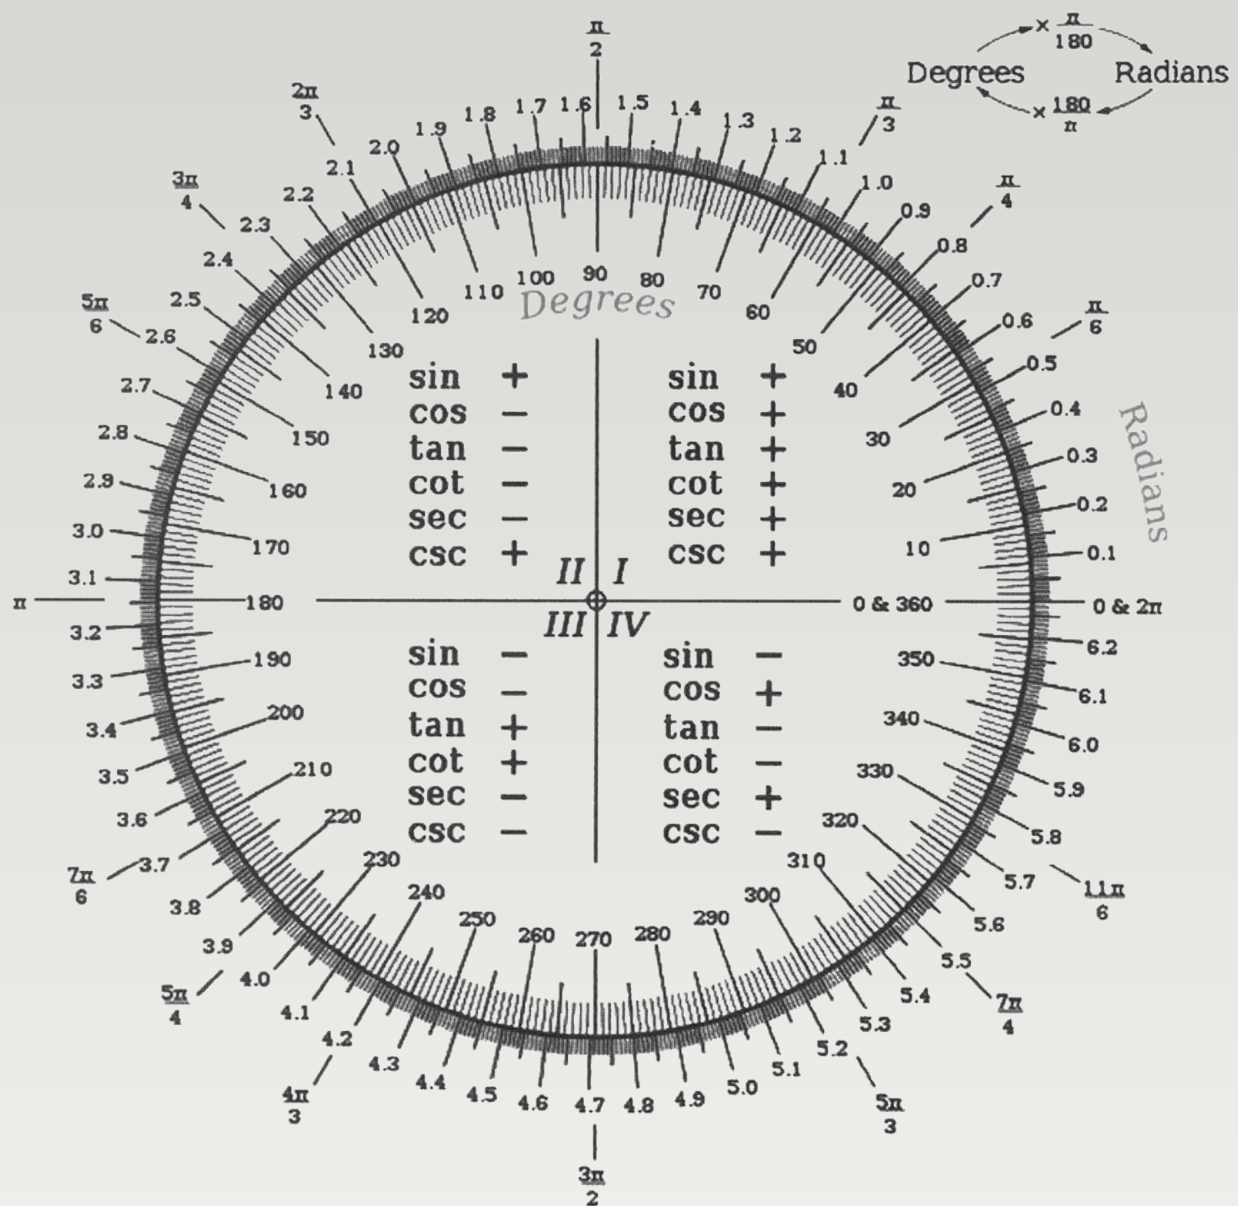 π/2
× π/180
Degrees Radians
× 180/π
2π/3
π/3
3π/4
π/4
5π/6
π/6
π
0 & 2π
7π/6
11π/6
5π/4
7π/4
4π/3
5π/3
3π/2
1.6 1.5 1.4 1.3 1.2 1.1 1.0 0.9 0.8 0.7 0.6 0.5 0.4 0.3 0.2 0.1
1.7 1.8 1.9 2.0 2.1 2.2 2.3 2.4 2.5 2.6 2.7 2.8 2.9 3.0 3.1
3.2 3.3 3.4 3.5 3.6 3.7 3.8 3.9 4.0 4.1 4.2 4.3 4.4 4.5 4.6 4.7
4.8 4.9 5.0 5.1 5.2 5.3 5.4 5.5 5.6 5.7 5.8 5.9 6.0 6.1 6.2
Radians
0 & 360
10 20 30 40 50 60 70 80 90
100 110 120 130 140 150 160 170 180
190 200 210 220 230 240 250 260 270
280 290 300 310 320 330 340 350
Degrees
sin + sin +
cos − cos +
tan − tan +
cot − cot +
sec − sec +
csc + csc +
II I
III IV
sin − sin −
cos − cos +
tan + tan −
cot + cot −
sec − sec +
csc − csc −